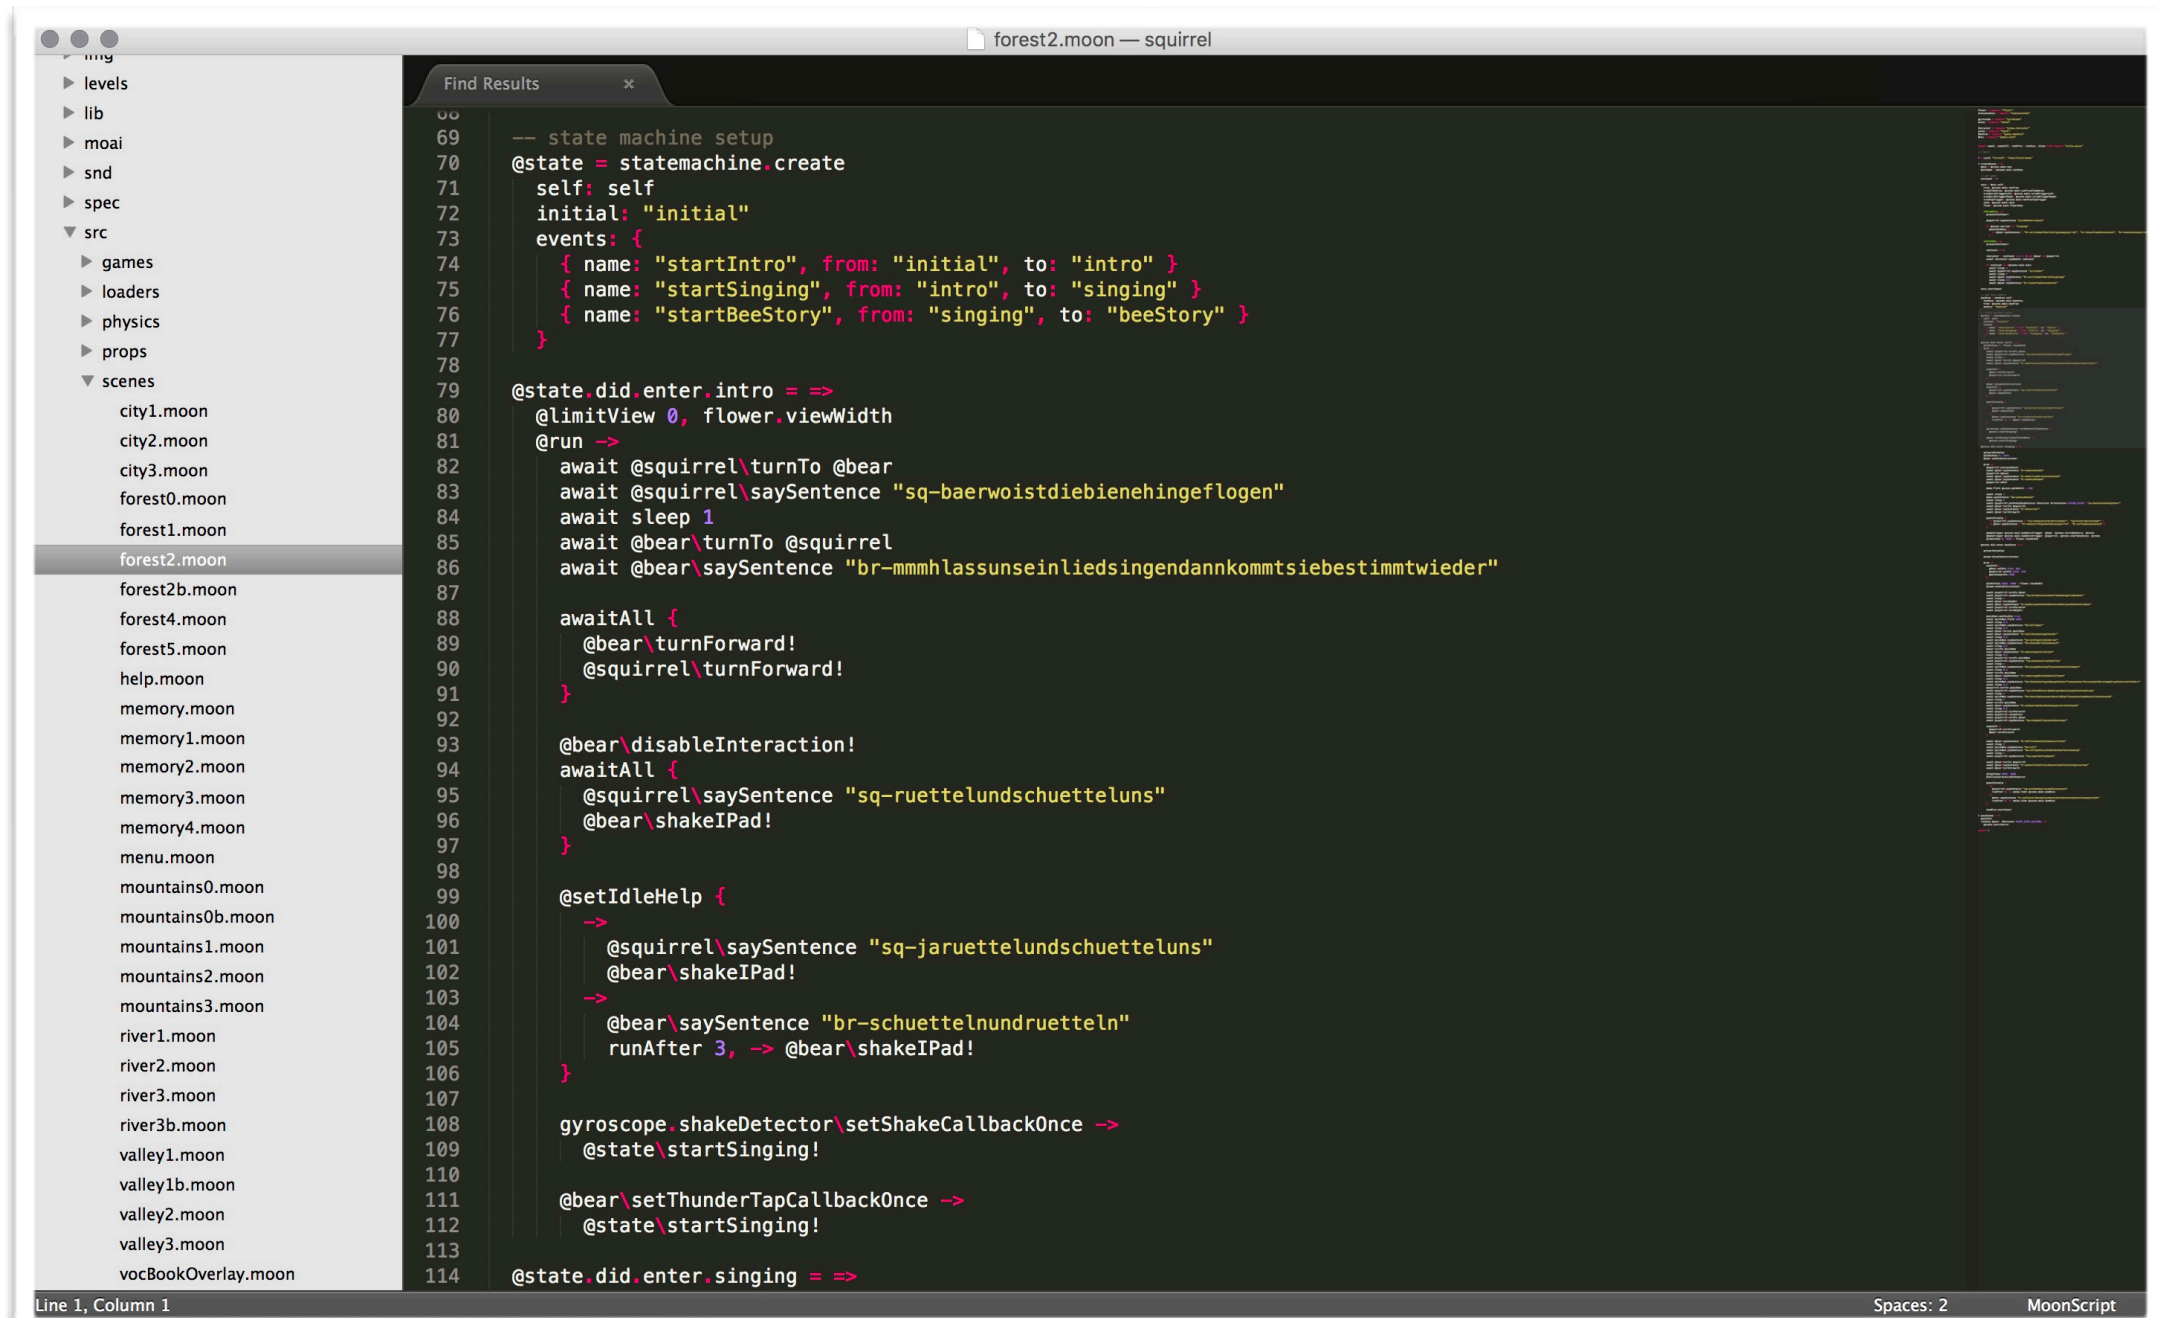 forest2.moon — squirrel
img
levels
lib
moai
snd
spec
src
games
loaders
physics
props
scenes
city1.moon
city2.moon
city3.moon
forest0.moon
forest1.moon
forest2.moon
forest2b.moon
forest4.moon
forest5.moon
help.moon
memory.moon
memory1.moon
memory2.moon
memory3.moon
memory4.moon
menu.moon
mountains0.moon
mountains0b.moon
mountains1.moon
mountains2.moon
mountains3.moon
river1.moon
river2.moon
river3.moon
river3b.moon
valley1.moon
valley1b.moon
valley2.moon
valley3.moon
vocBookOverlay.moon
Find Results ×
68
69 -- state machine setup
70 @state = statemachine.create
71 self: self
72 initial: "initial"
73 events: {
74 { name: "startIntro", from: "initial", to: "intro" }
75 { name: "startSinging", from: "intro", to: "singing" }
76 { name: "startBeeStory", from: "singing", to: "beeStory" }
77 }
78
79 @state.did.enter.intro = =>
80 @limitView 0, flower.viewWidth
81 @run ->
82 await @squirrel\turnTo @bear
83 await @squirrel\saySentence "sq-baerwoistdiebienehingeflogen"
84 await sleep 1
85 await @bear\turnTo @squirrel
86 await @bear\saySentence "br-mmmhlassunseinliedsingendannkommtsiebestimmtwieder"
87
88 awaitAll {
89 @bear\turnForward!
90 @squirrel\turnForward!
91 }
92
93 @bear\disableInteraction!
94 awaitAll {
95 @squirrel\saySentence "sq-ruettelundschuetteluns"
96 @bear\shakeIPad!
97 }
98
99 @setIdleHelp {
100 ->
101 @squirrel\saySentence "sq-jaruettelundschuetteluns"
102 @bear\shakeIPad!
103 ->
104 @bear\saySentence "br-schuettelnundruetteln"
105 runAfter 3, -> @bear\shakeIPad!
106 }
107
108 gyroscope.shakeDetector\setShakeCallbackOnce ->
109 @state\startSinging!
110
111 @bear\setThunderTapCallbackOnce ->
112 @state\startSinging!
113
114 @state.did.enter.singing = =>
Line 1, Column 1
Spaces: 2
MoonScript